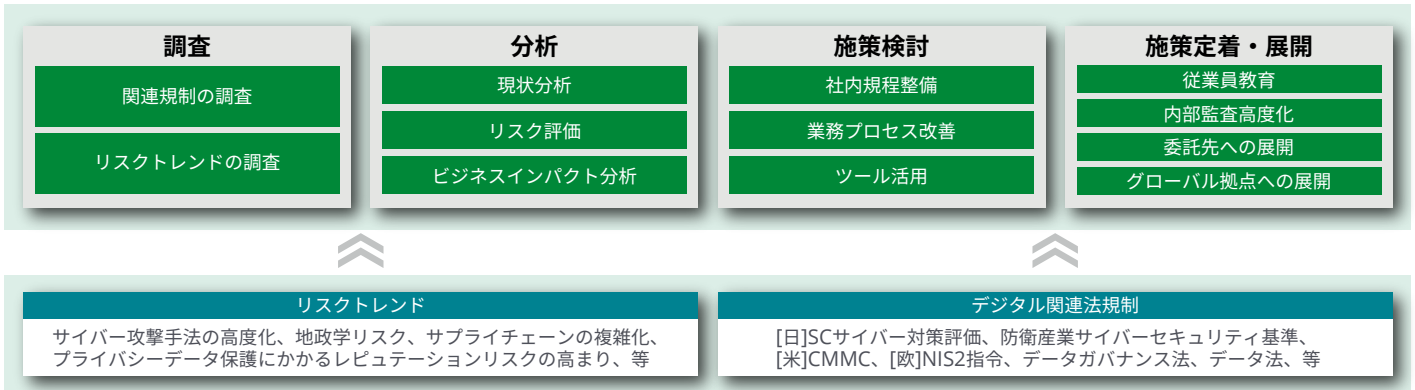 調査
関連規制の調査
リスクトレンドの調査
分析
現状分析
リスク評価
ビジネスインパクト分析
施策検討
社内規程整備
業務プロセス改善
ツール活用
施策定着・展開
従業員教育
内部監査高度化
委託先への展開
グローバル拠点への展開
リスクトレンド
サイバー攻撃手法の高度化、地政学リスク、サプライチェーンの複雑化、
プライバシーデータ保護にかかるレピュテーションリスクの高まり、等
デジタル関連法規制
[日]SCサイバー対策評価、防衛産業サイバーセキュリティ基準、
[米]CMMC、[欧]NIS2指令、データガバナンス法、データ法、等